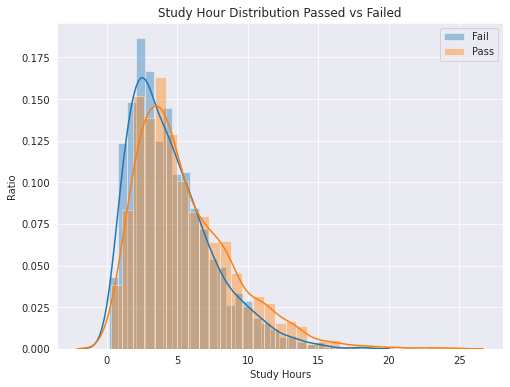 Study Hour Distribution Passed vs Failed
Fail
Pass
0.175
0.150
0.125
0.100
0.075
0.050
0.025
0.000
Ratio
0 5 10 15 20 25
Study Hours